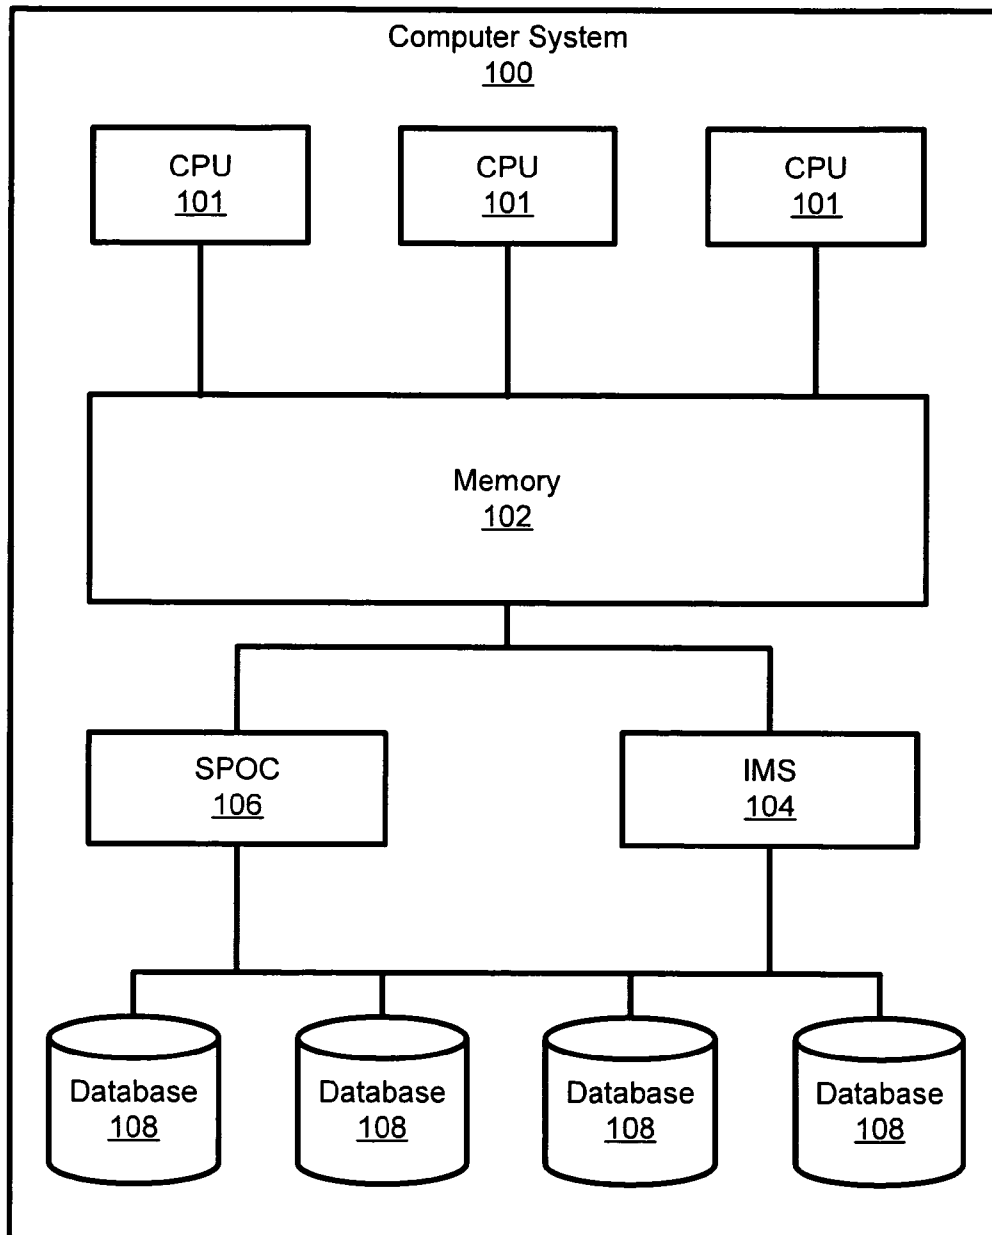 Computer System
100
CPU
101
CPU
101
CPU
101
Memory
102
SPOC
106
IMS
104
Database
108
Database
108
Database
108
Database
108